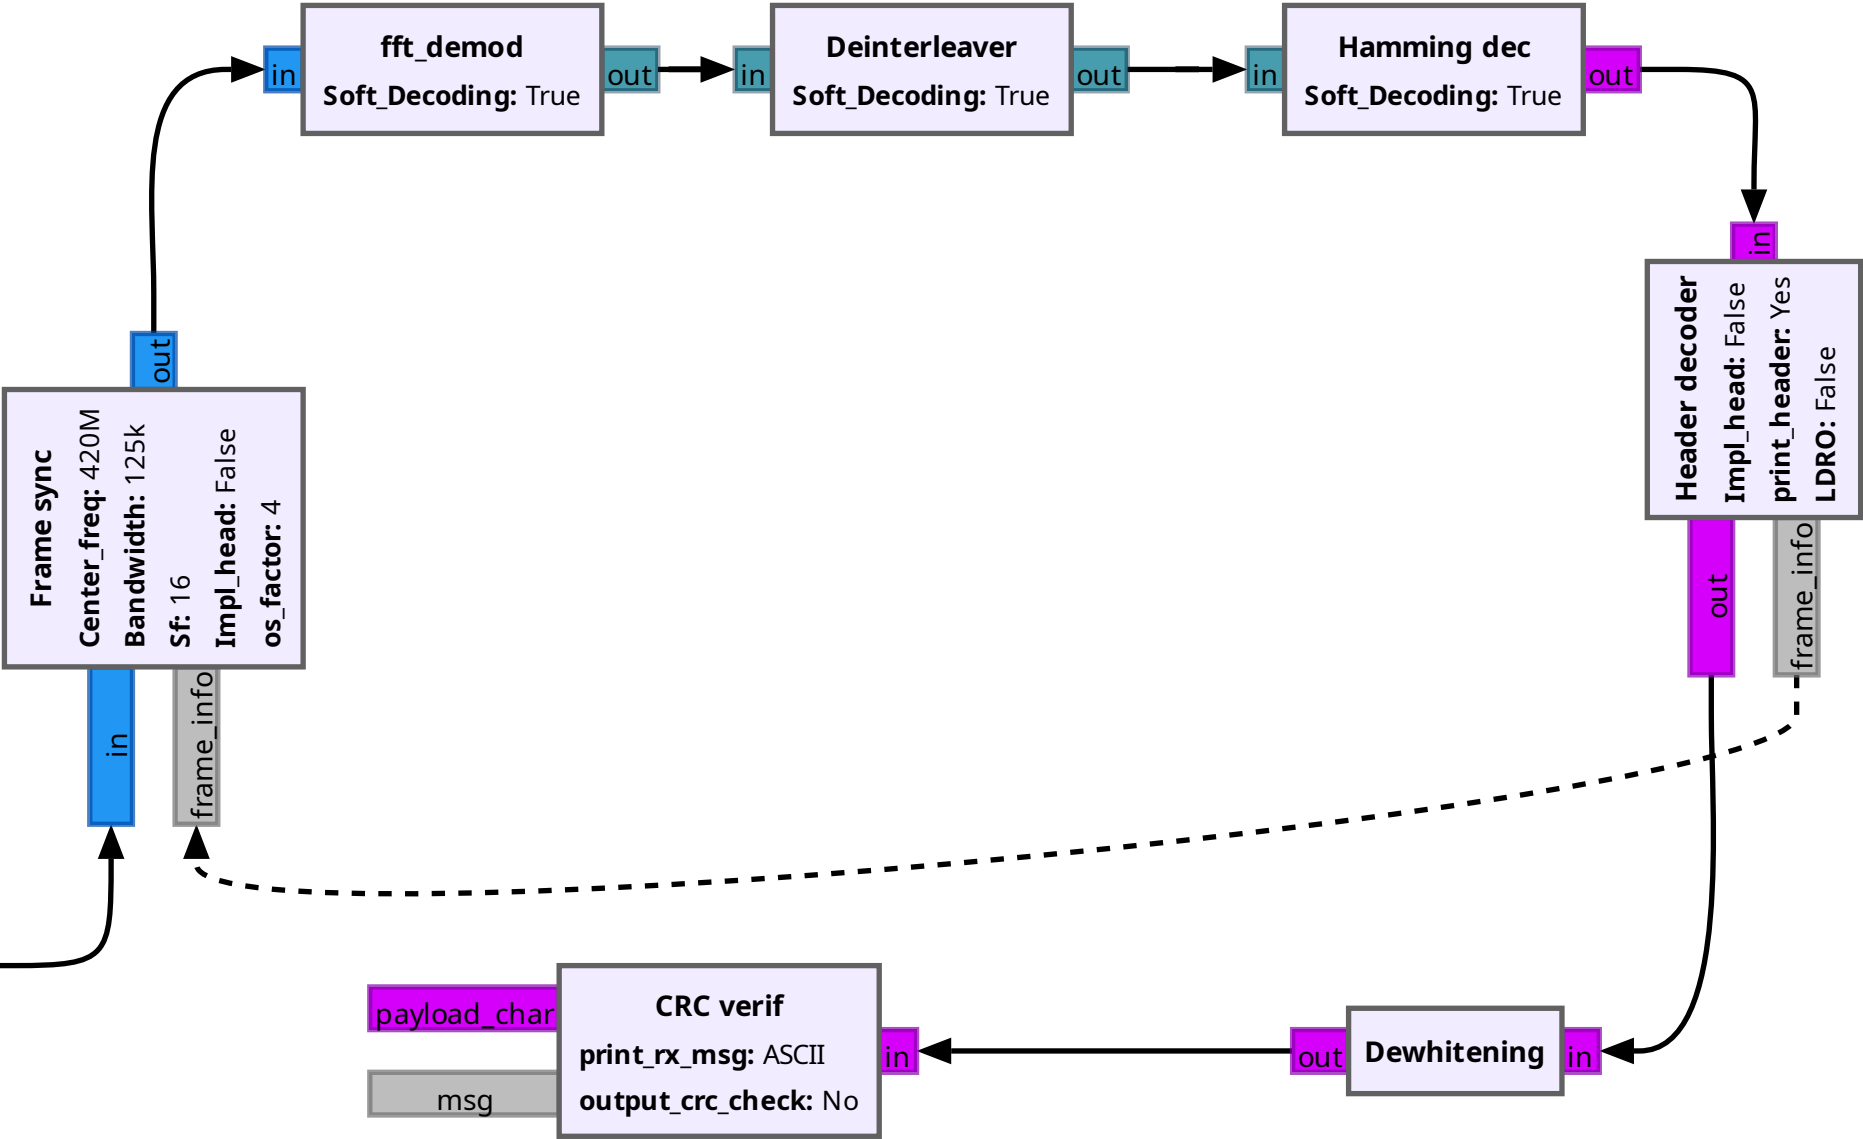 fft_demod
Soft_Decoding: True
in
out
Deinterleaver
Soft_Decoding: True
in
out
Hamming dec
Soft_Decoding: True
in
out
in
Header decoder
Impl_head: False
print_header: Yes
LDRO: False
out
frame_info
out
Frame sync
Center_freq: 420M
Bandwidth: 125k
Sf: 16
Impl_head: False
os_factor: 4
in
frame_info
payload_char
msg
CRC verif
print_rx_msg: ASCII
output_crc_check: No
in
out
Dewhitening
in